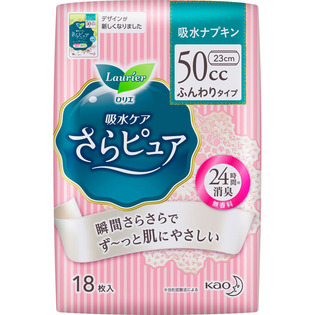 デザインが
新しくなりました
吸水ナプキン
50cc
23cm
ふんわりタイプ
Laurier
ロリエ
吸水ケア
さらピュア
24時間
消臭
無香料
瞬間さらさらで
ず〜っと肌にやさしい
18枚入
Kao